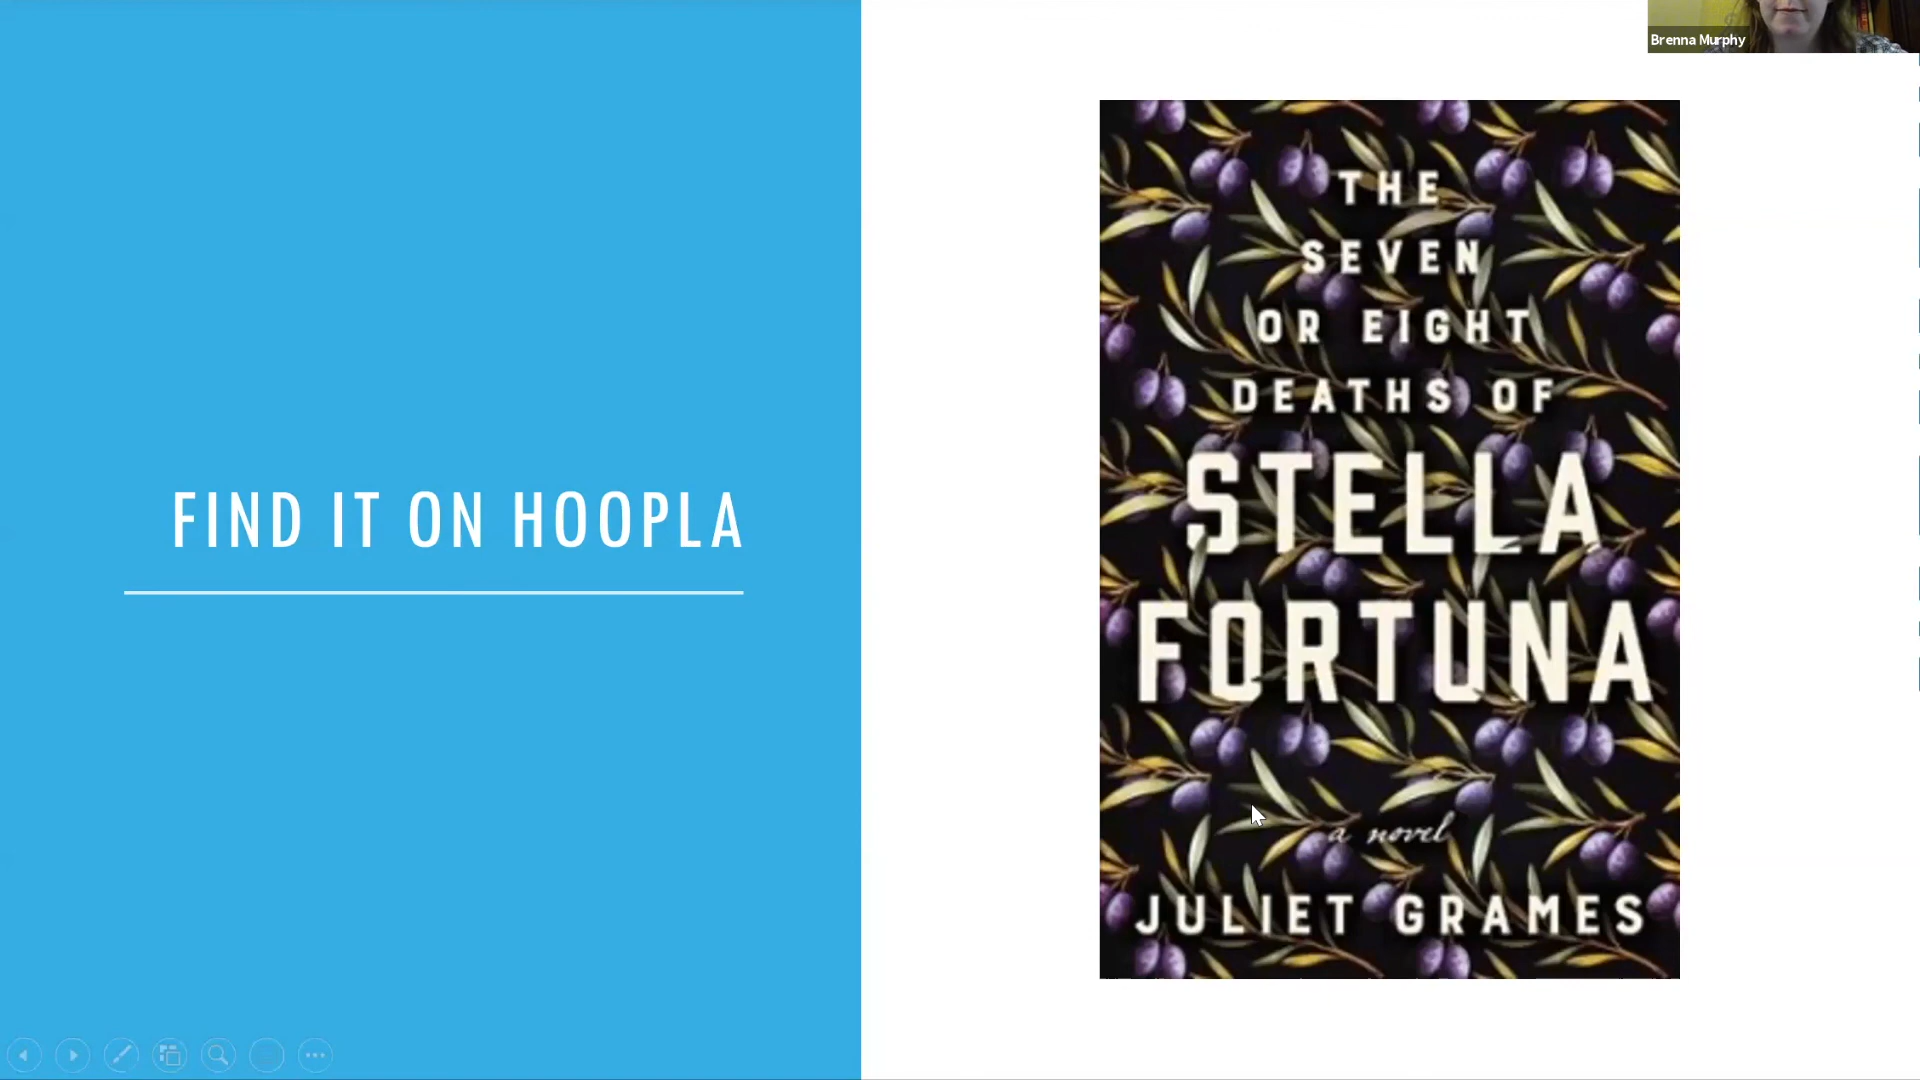 Brenna Murphy
FIND IT ON HOOPLA
THE
SEVEN
OR EIGHT
DEATHS OF
STELLA
FORTUNA
a novel
JULIET GRAMES